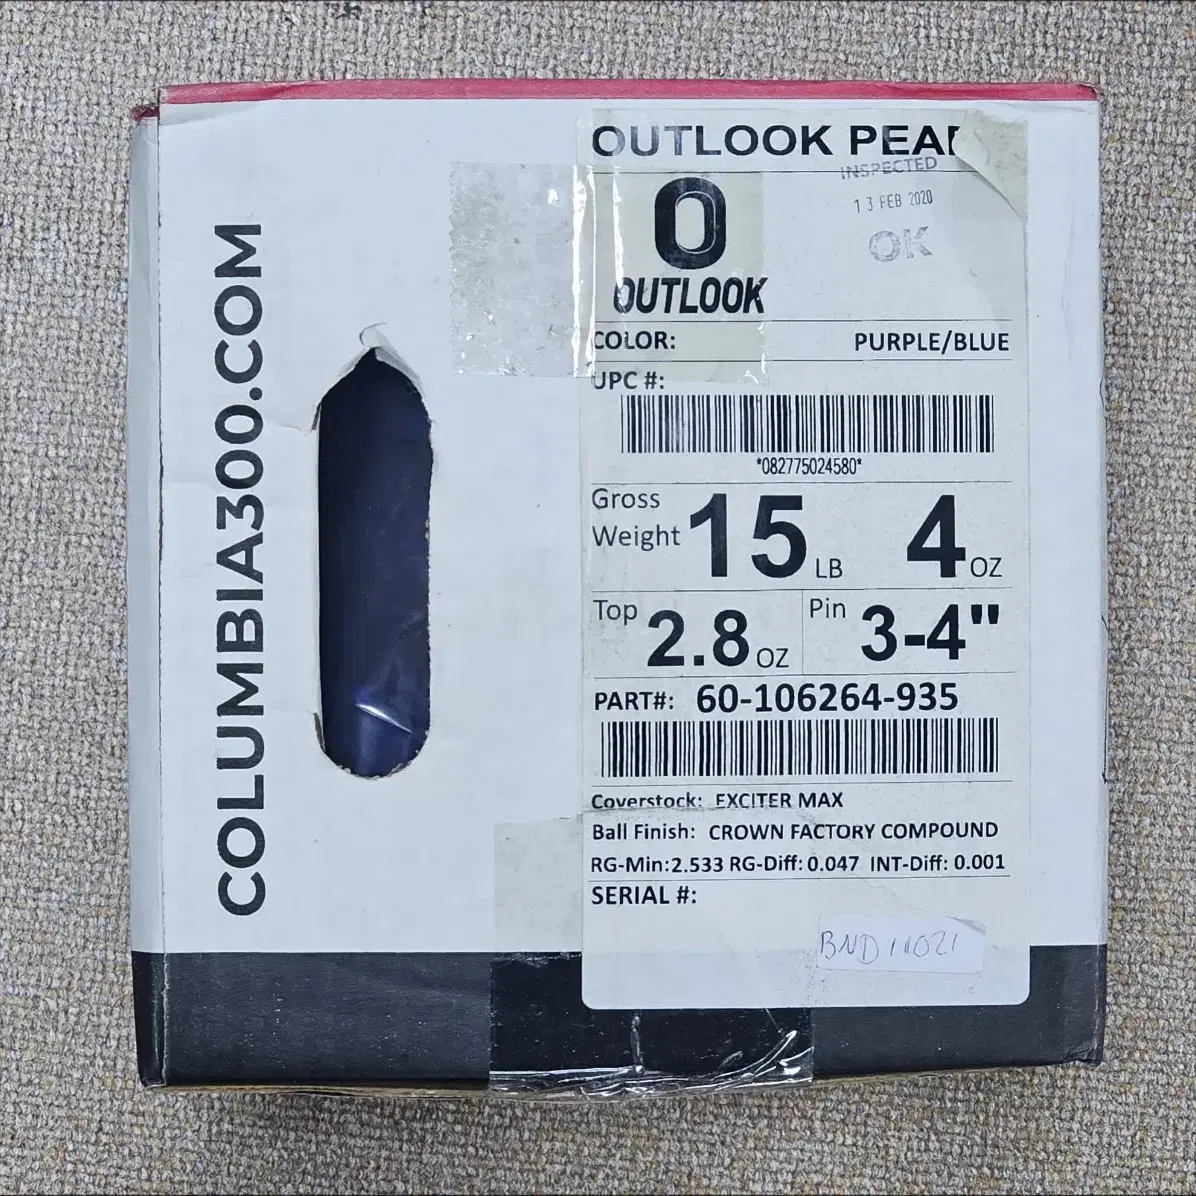 COLUMBIA300.COM
OUTLOOK
INSPECTED
13 FEB 2020
OK
O
OUTLOOK
COLOR: PURPLE/BLUE
UPC #:
*082775024580*
Gross Weight 15 LB 4 OZ
Top 2.8 OZ Pin 3-4"
PART#: 60-106264-935
Coverstock: EXCITER MAX
Ball Finish: CROWN FACTORY COMPOUND
RG-Min:2.533 RG-Diff: 0.047 INT-Diff: 0.001
SERIAL #:
BND11021